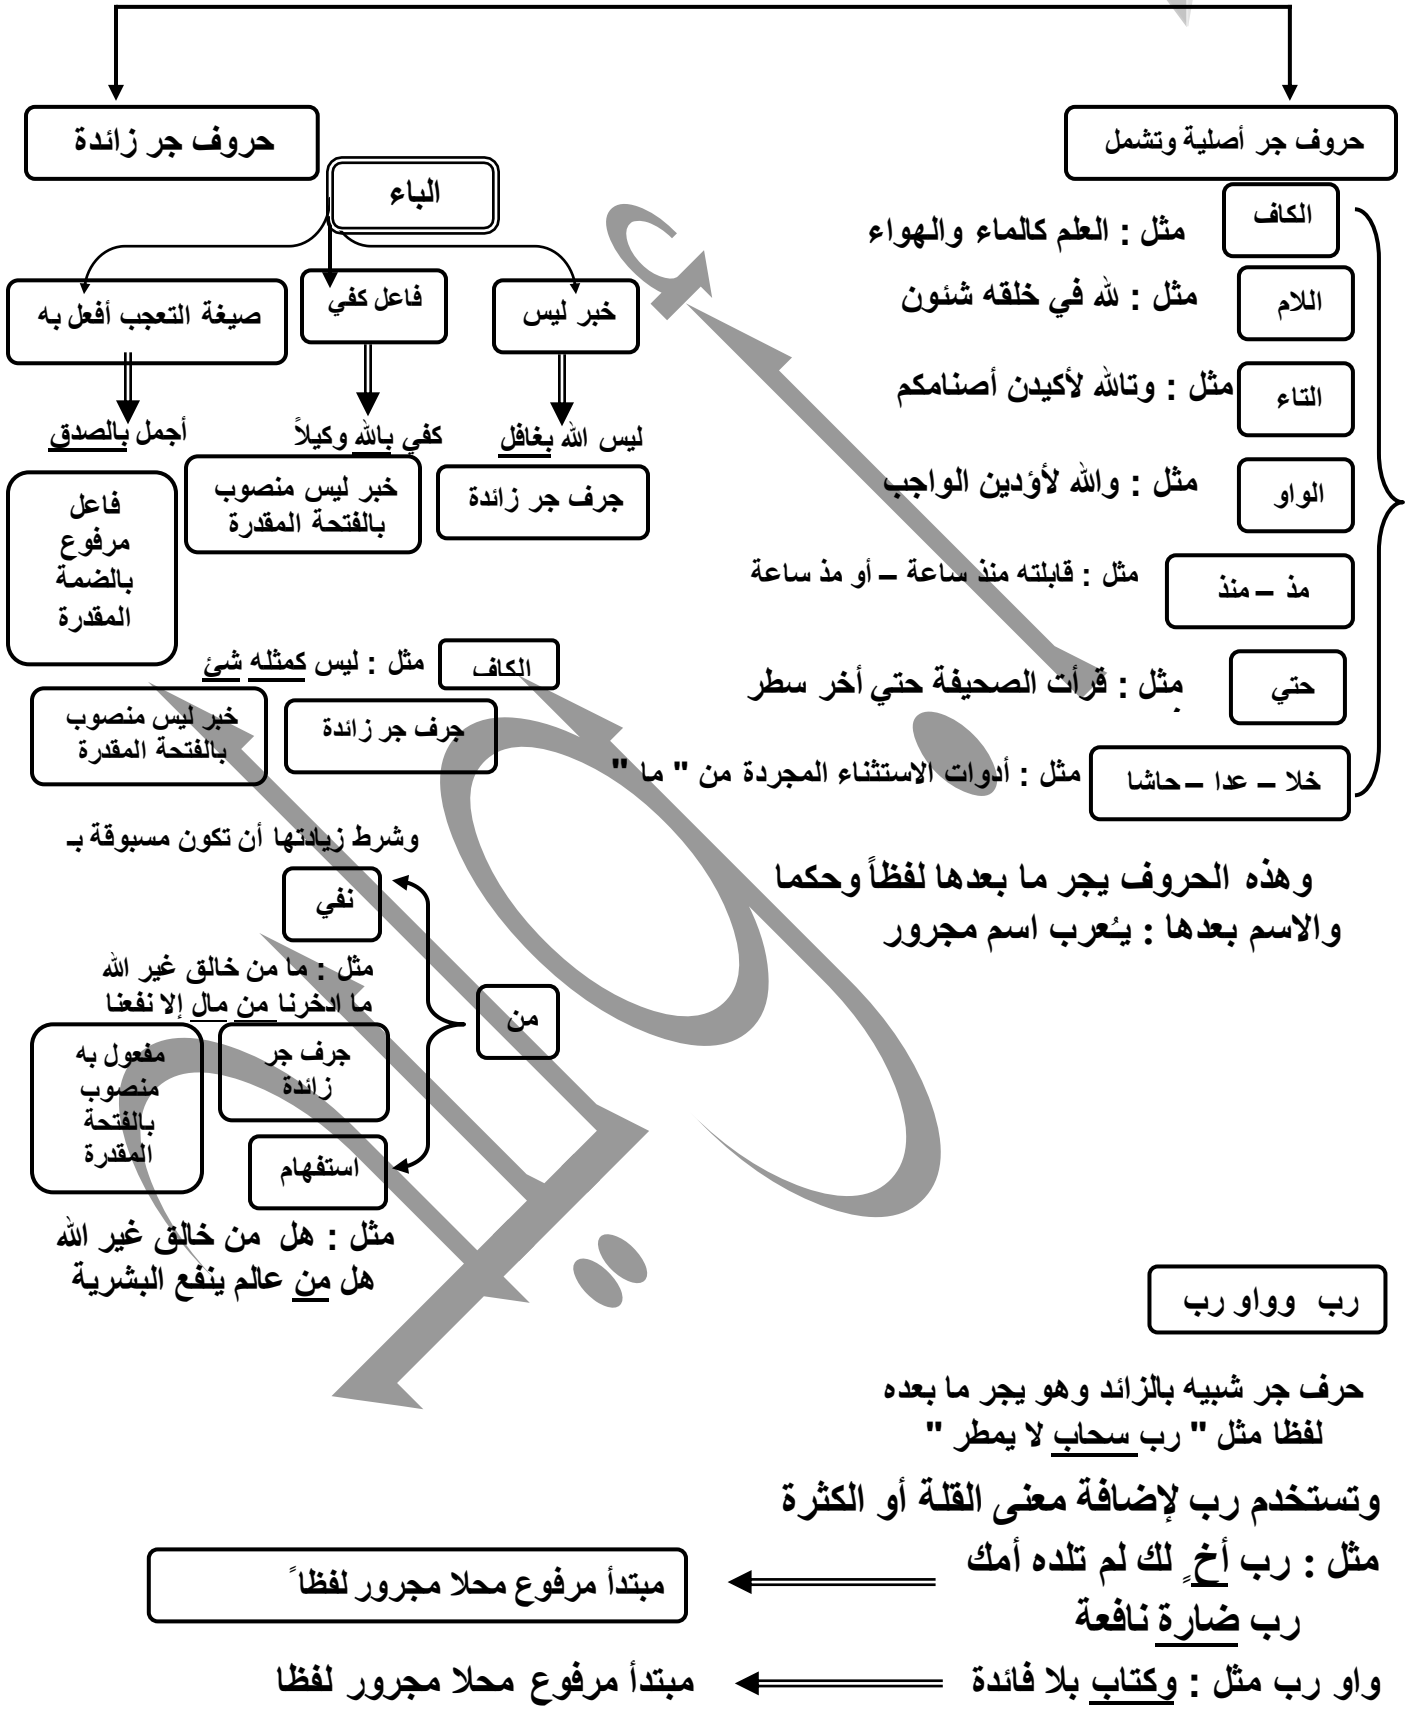 حروف جر أصلية وتشمل
الكاف
مثل : العلم كالماء والهواء
اللام
مثل : لله في خلقه شئون
التاء
مثل : وتالله لأكيدن أصنامكم
الواو
مثل : والله لأؤدين الواجب
مذ – منذ
مثل : قابلته منذ ساعة – أو مذ ساعة
حتي
مثل : قرأت الصحيفة حتي أخر سطر
خلا – عدا – حاشا
مثل : أدوات الاستثناء المجردة من " ما "
وهذه الحروف يجر ما بعدها لفظاً وحكما
والاسم بعدها : يُعرب اسم مجرور
حروف جر زائدة
الباء
خبر ليس
فاعل كفي
صيغة التعجب أفعل به
ليس الله بغافل
كفي بالله وكيلاً
أجمل بالصدق
جرف جر زائدة
خبر ليس منصوب
بالفتحة المقدرة
فاعل
مرفوع
بالضمة
المقدرة
الكاف
مثل : ليس كمثله شئ
جرف جر زائدة
خبر ليس منصوب
بالفتحة المقدرة
وشرط زيادتها أن تكون مسبوقة بـ
نفي
مثل : ما من خالق غير الله
ما ادخرنا من مال إلا نفعنا
من
جرف جر
زائدة
مفعول به
منصوب
بالفتحة
المقدرة
استفهام
مثل : هل من خالق غير الله
هل من عالم ينفع البشرية
رب وواو رب
حرف جر شبيه بالزائد وهو يجر ما بعده
لفظا مثل " رب سحاب لا يمطر "
وتستخدم رب لإضافة معنى القلة أو الكثرة
مثل : رب أخٍ لك لم تلده أمك
مبتدأ مرفوع محلا مجرور لفظاً
رب ضارة نافعة
واو رب مثل : وكتاب بلا فائدة
مبتدأ مرفوع محلا مجرور لفظا